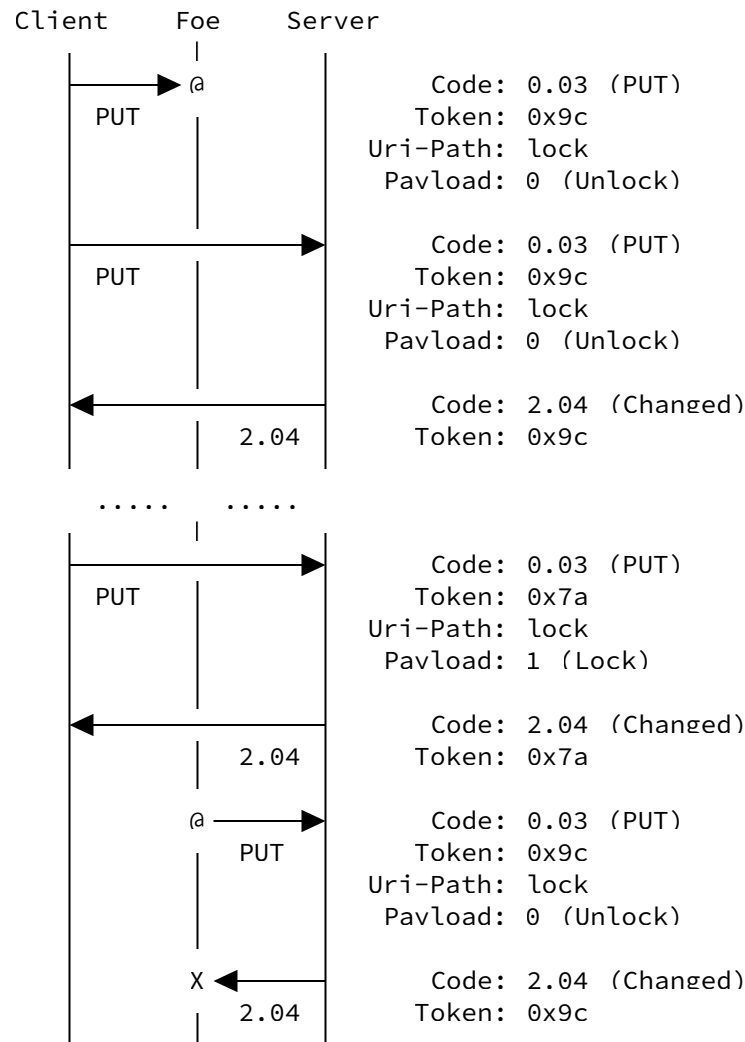 Client Foe Server
@ Code: 0.03 (PUT)
PUT Token: 0x9c
Uri-Path: lock
Payload: 0 (Unlock)
Code: 0.03 (PUT)
PUT Token: 0x9c
Uri-Path: lock
Payload: 0 (Unlock)
Code: 2.04 (Changed)
2.04 Token: 0x9c
..... .....
Code: 0.03 (PUT)
PUT Token: 0x7a
Uri-Path: lock
Payload: 1 (Lock)
Code: 2.04 (Changed)
2.04 Token: 0x7a
@ Code: 0.03 (PUT)
PUT Token: 0x9c
Uri-Path: lock
Payload: 0 (Unlock)
X Code: 2.04 (Changed)
2.04 Token: 0x9c